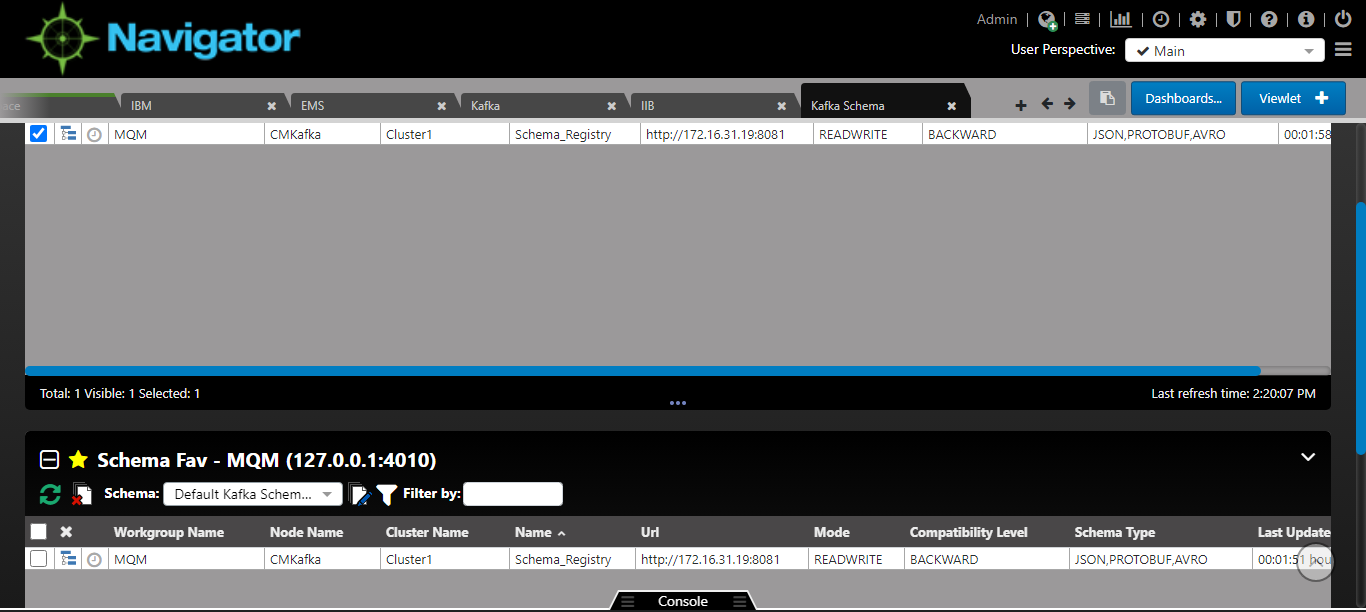 Navigator
Admin
User Perspective: Main
IBM EMS Kafka IIB Kafka Schema Dashboards... Viewlet
MQM CMKafka Cluster1 Schema_Registry http://172.16.31.19:8081 READWRITE BACKWARD JSON,PROTOBUF,AVRO 00:01:58
Total: 1 Visible: 1 Selected: 1 Last refresh time: 2:20:07 PM
Schema Fav - MQM (127.0.0.1:4010)
Schema: Default Kafka Schem... Filter by:
Workgroup Name Node Name Cluster Name Name Url Mode Compatibility Level Schema Type Last Update
MQM CMKafka Cluster1 Schema_Registry http://172.16.31.19:8081 READWRITE BACKWARD JSON,PROTOBUF,AVRO 00:01:51
Console